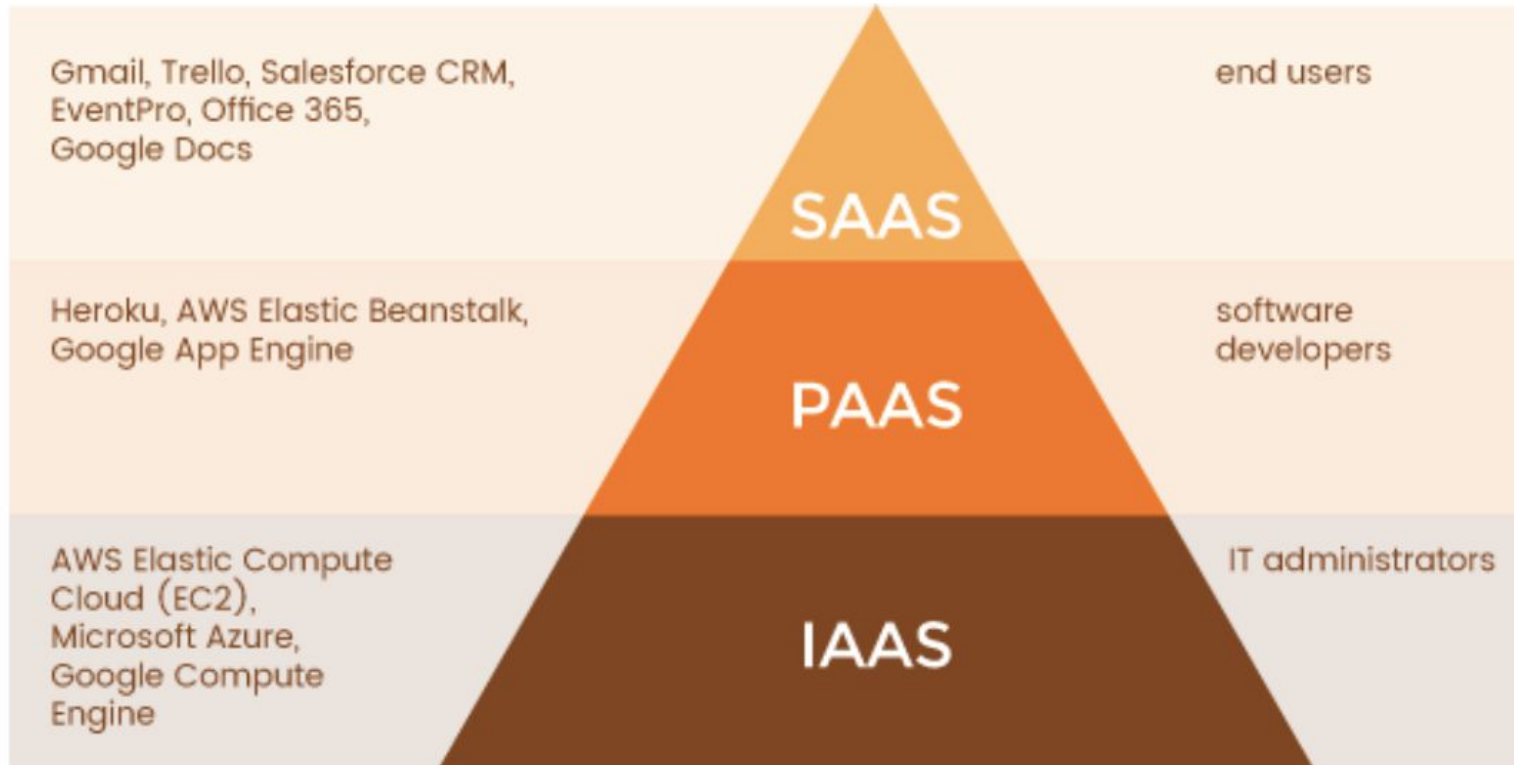 Gmail, Trello, Salesforce CRM,
EventPro, Office 365,
Google Docs
SAAS
end users
Heroku, AWS Elastic Beanstalk,
Google App Engine
PAAS
software
developers
AWS Elastic Compute
Cloud (EC2),
Microsoft Azure,
Google Compute
Engine
IAAS
IT administrators